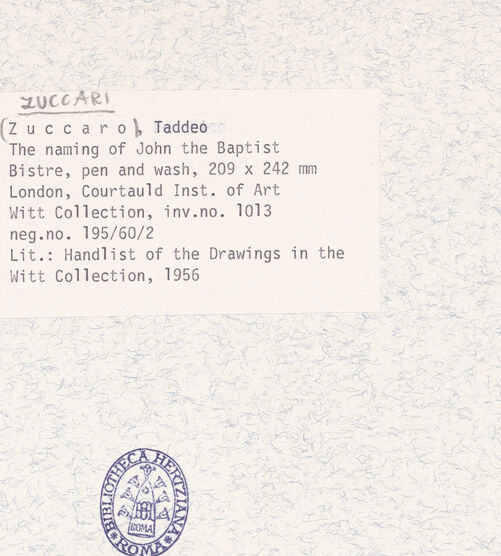 ZUCCARI
(Zuccaro), Taddeo
The naming of John the Baptist
Bistre, pen and wash, 209 x 242 mm
London, Courtauld Inst. of Art
Witt Collection, inv.no. 1013
neg.no. 195/60/2
Lit.: Handlist of the Drawings in the
Witt Collection, 1956
BIBLIOTHECA HERTZIANA
ROMA
* ROMA *